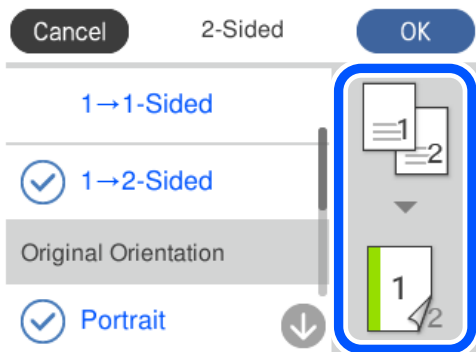 Cancel 2-Sided OK
1→1-Sided
1→2-Sided
Original Orientation
Portrait
1
2
1
2